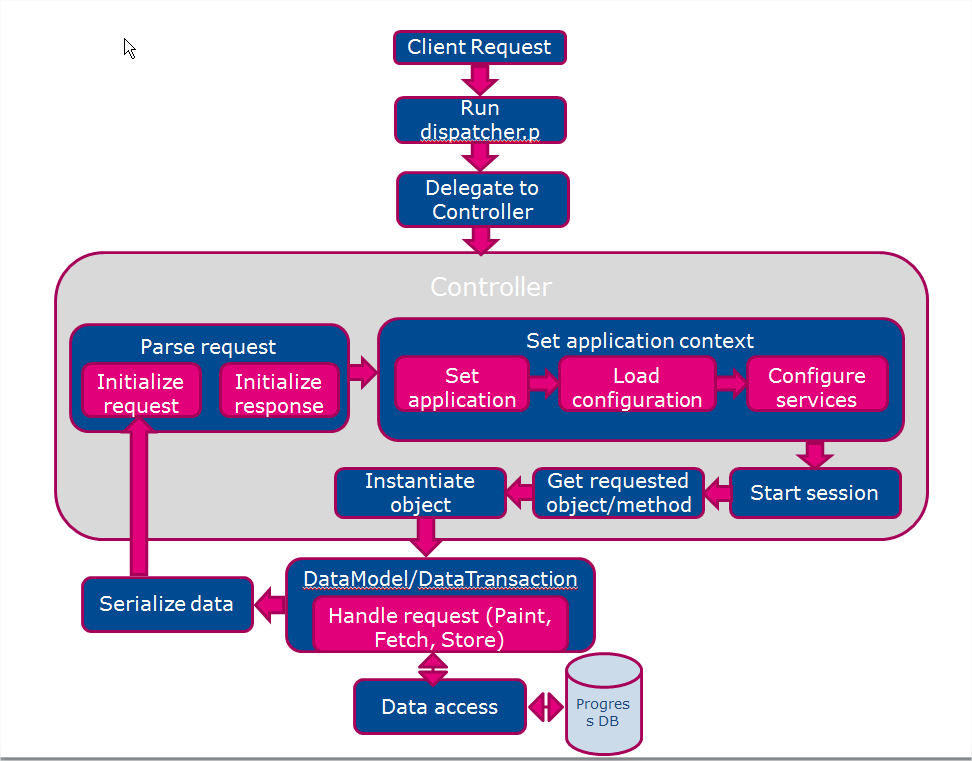 Client Request
Run
dispatcher.p
Delegate to
Controller
Controller
Parse request
Initialize
request
Initialize
response
Set application context
Set
application
Load
configuration
Configure
services
Start session
Get requested
object/method
Instantiate
object
DataModel/DataTransaction
Handle request (Paint,
Fetch, Store)
Serialize data
Data access
Progres
s DB